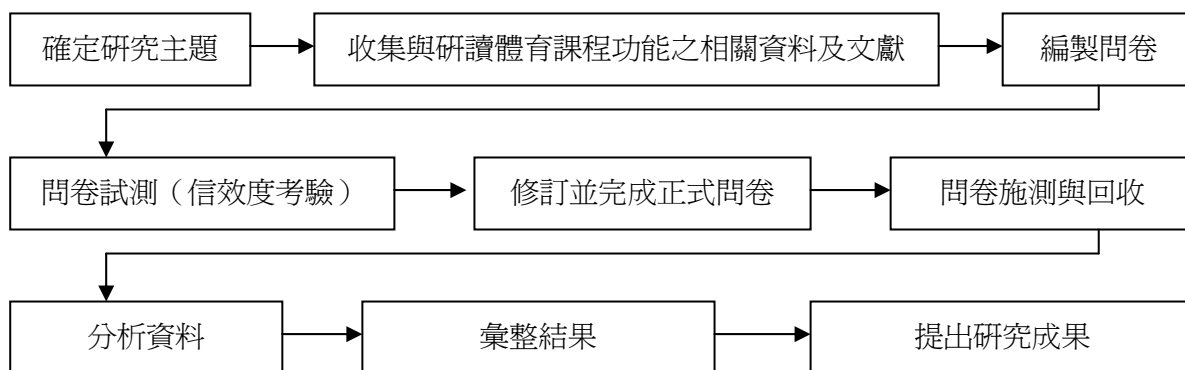 確定研究主題
收集與研讀體育課程功能之相關資料及文獻
編製問卷
問卷試測（信效度考驗）
修訂並完成正式問卷
問卷施測與回收
分析資料
彙整結果
提出研究成果